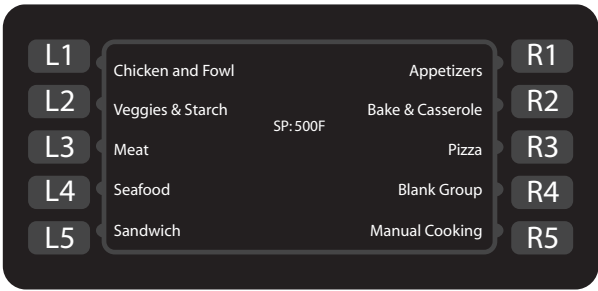 L1 Chicken and Fowl Appetizers R1
L2 Veggies & Starch Bake & Casserole R2
SP:500F
L3 Meat Pizza R3
L4 Seafood Blank Group R4
L5 Sandwich Manual Cooking R5